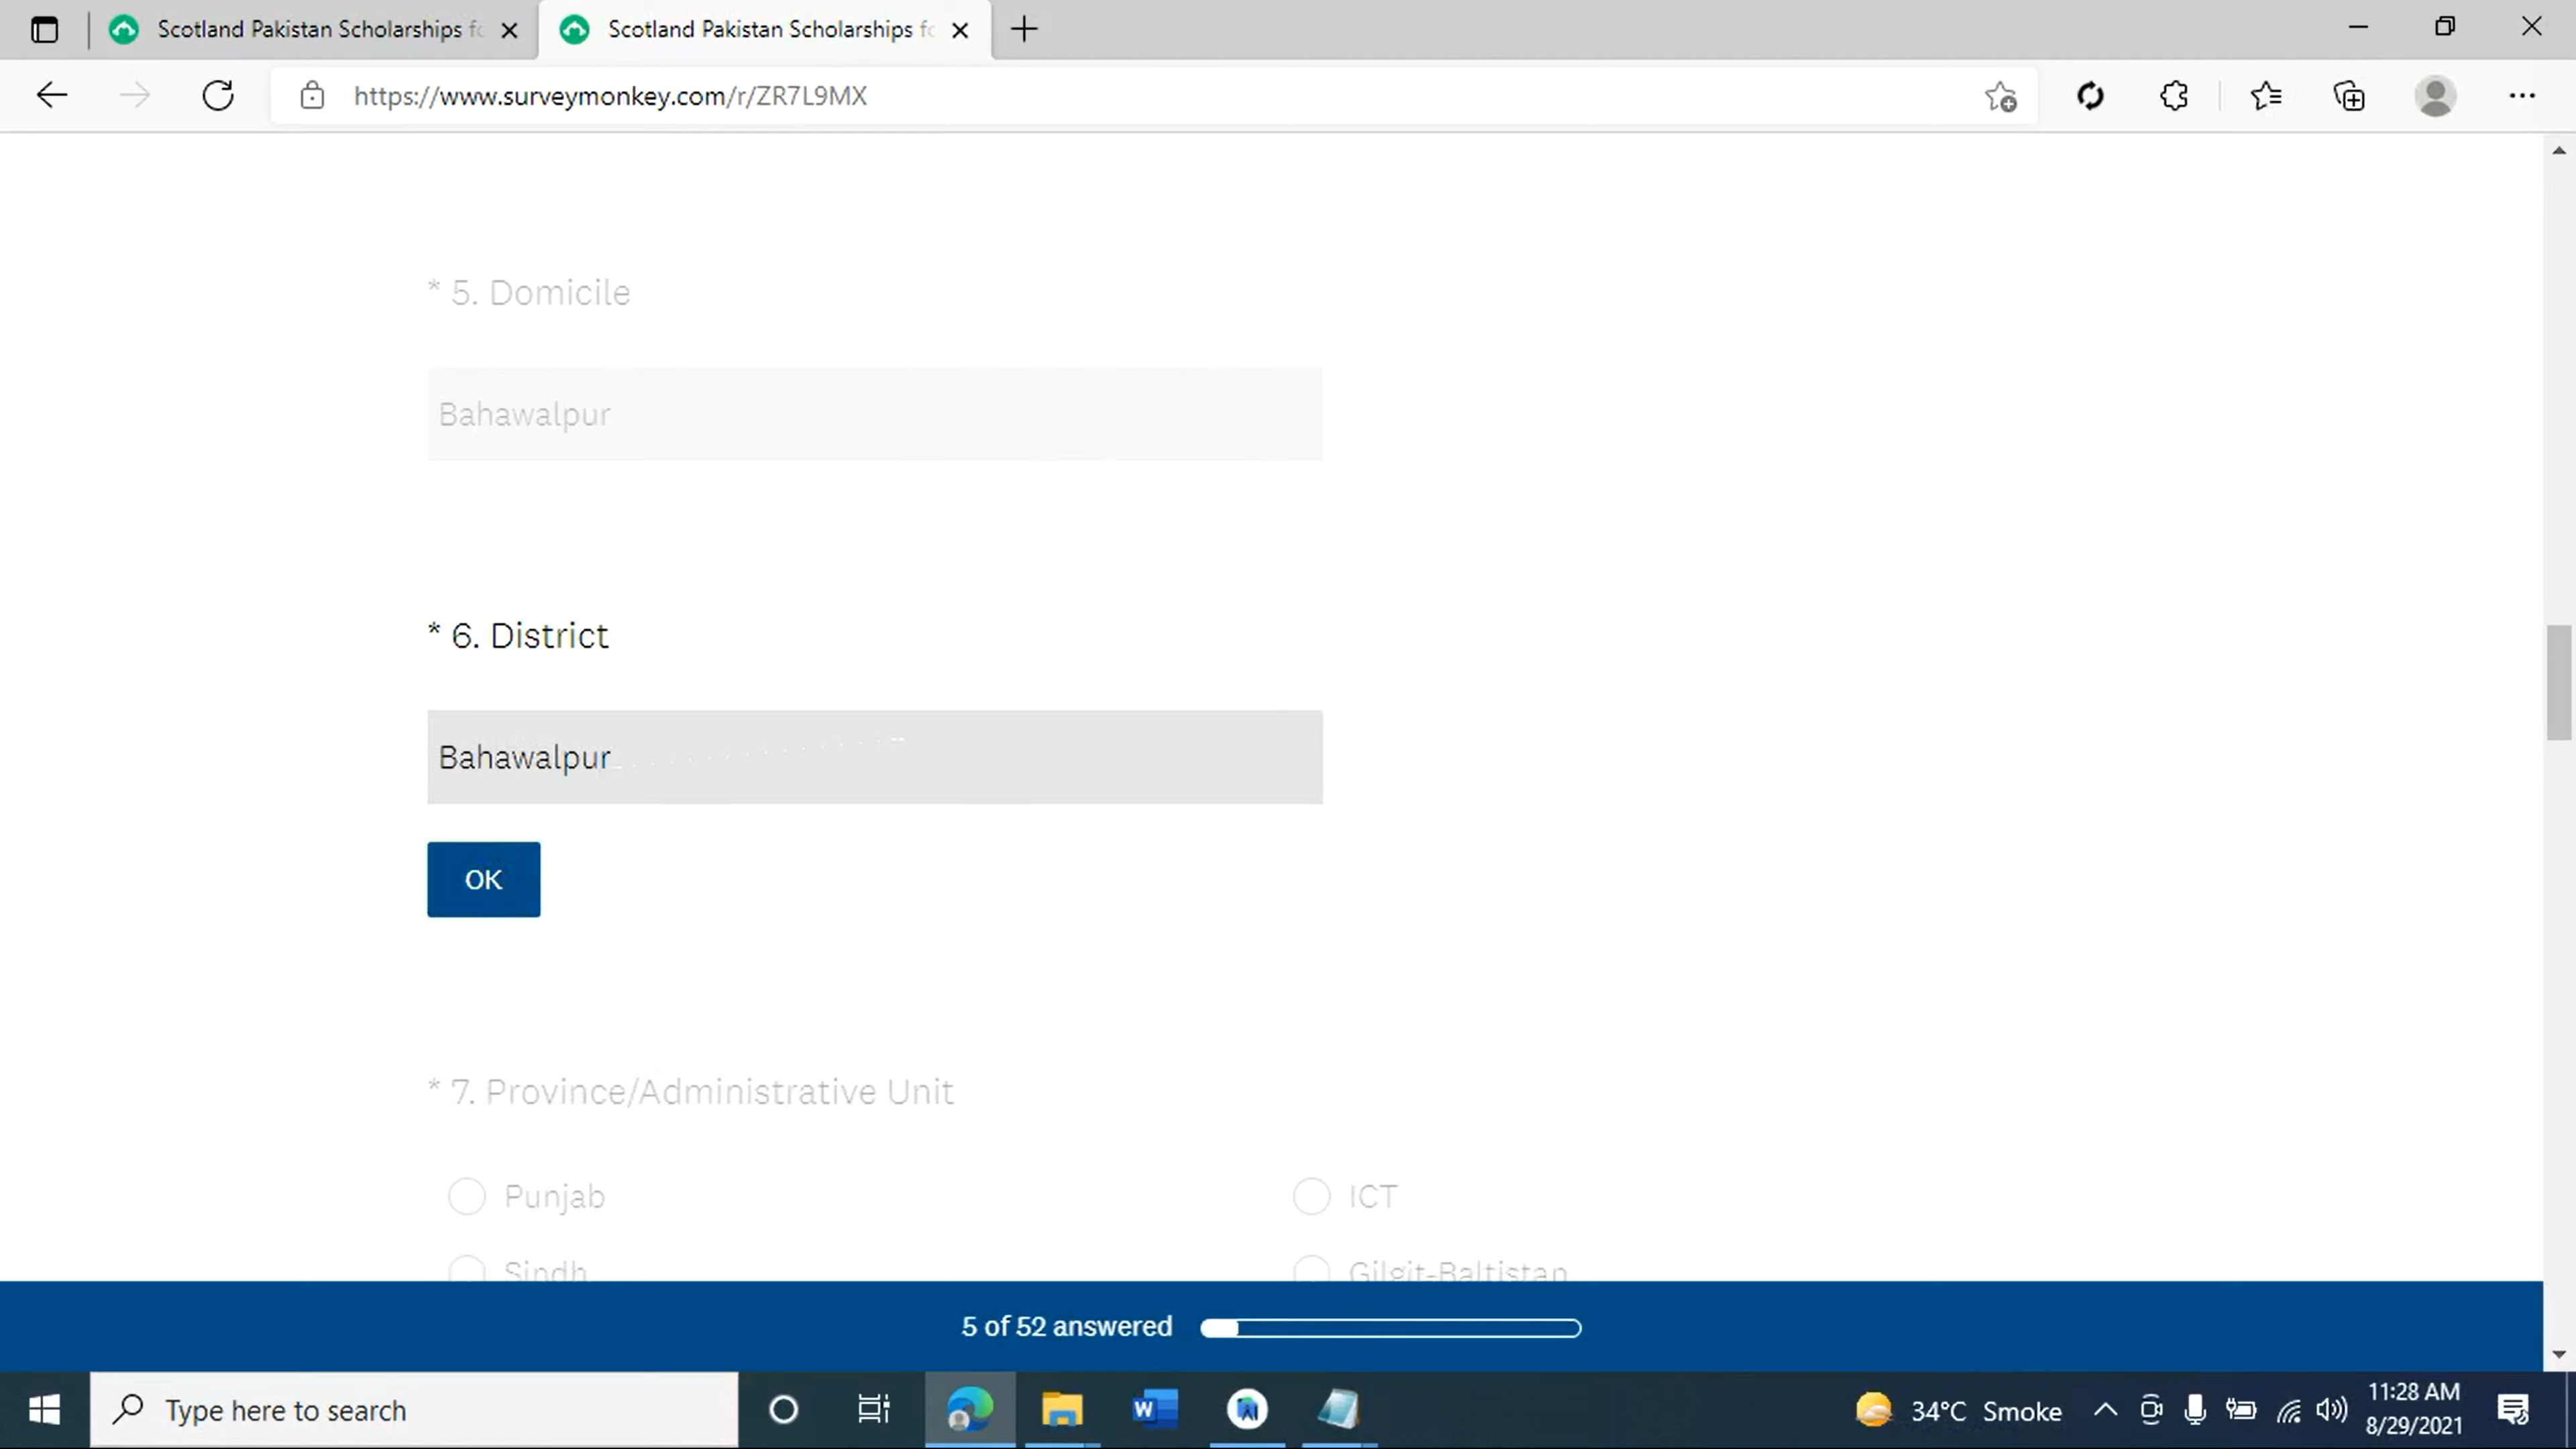 Scotland Pakistan Scholarships fo
Scotland Pakistan Scholarships fo
https://www.surveymonkey.com/r/ZR7L9MX
* 5. Domicile
Bahawalpur
* 6. District
Bahawalpur
OK
* 7. Province/Administrative Unit
Punjab
ICT
Sindh
Gilgit-Baltistan
5 of 52 answered
Type here to search
34°C Smoke
11:28 AM
8/29/2021